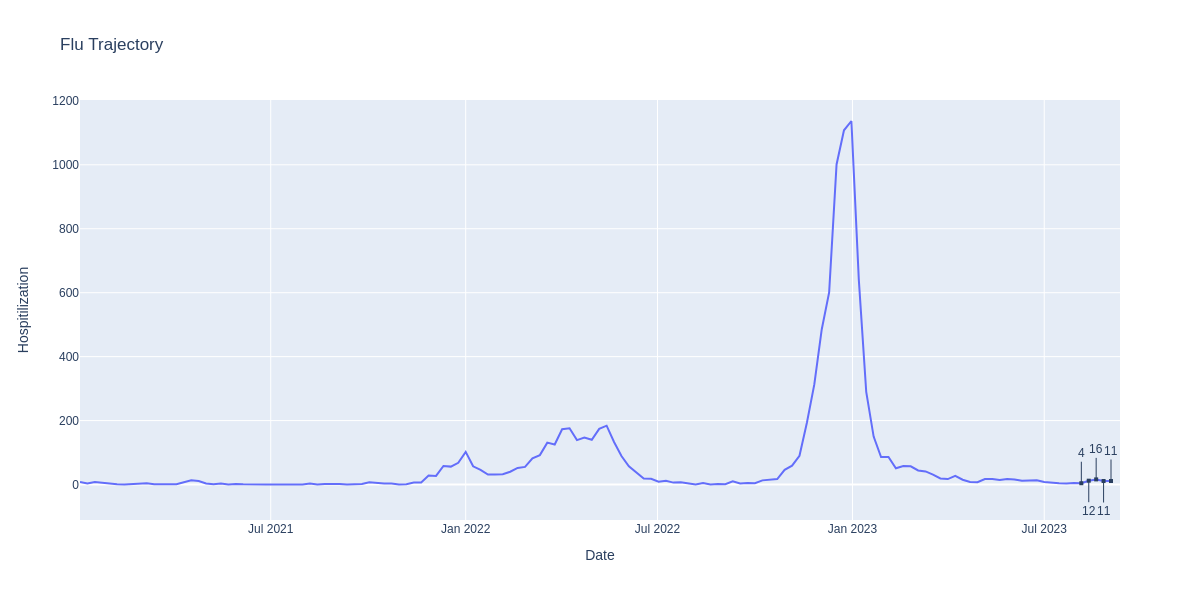 Flu Trajectory
1200
1000
800
600
400
200
0
Hospitilization
4
16
11
12
11
Jul 2021
Jan 2022
Jul 2022
Jan 2023
Jul 2023
Date